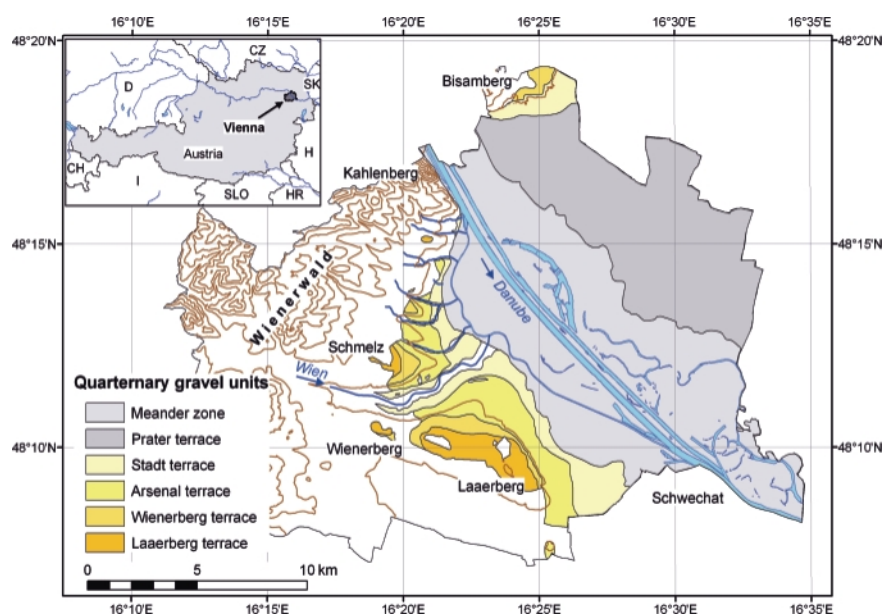 16°10'E
16°15'E
16°20'E
16°25'E
16°30'E
16°35'E
48°20'N
48°20'N
CZ
D
SK
Vienna
Austria
H
CH
I
SLO
HR
Bisamberg
Kahlenberg
48°15'N
48°15'N
Wienerwald
Danube
Schmelz
Wien
Quarternary gravel units
Meander zone
Prater terrace
Stadt terrace
Arsenal terrace
Wienerberg terrace
Laaerberg terrace
48°10'N
48°10'N
Wienerberg
Laaerberg
Schwechat
0 5 10 km
16°10'E
16°15'E
16°20'E
16°25'E
16°30'E
16°35'E